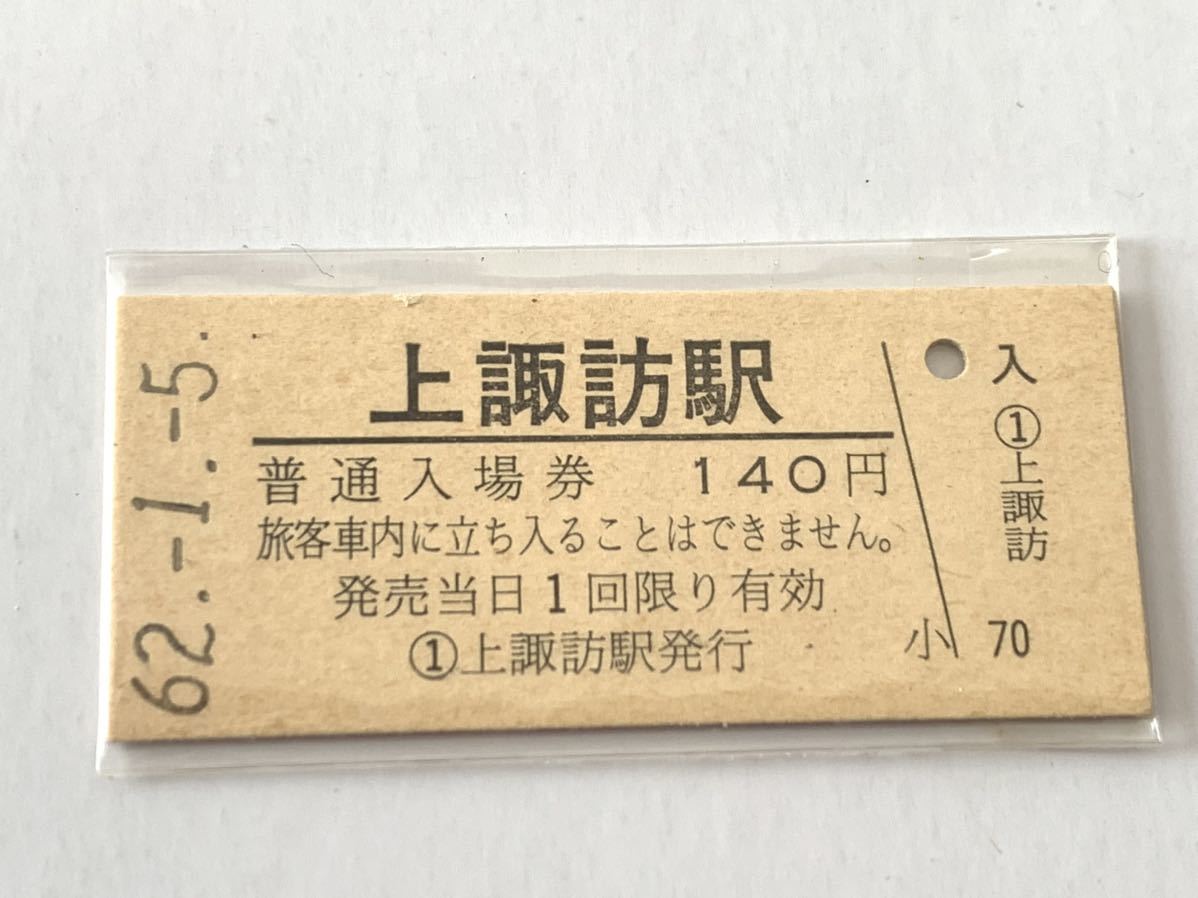 62.-1.-5.
上諏訪駅
普通入場券 140円
旅客車内に立ち入ることはできません。
発売当日1回限り有効
①上諏訪駅発行
小
入
①上諏訪
70